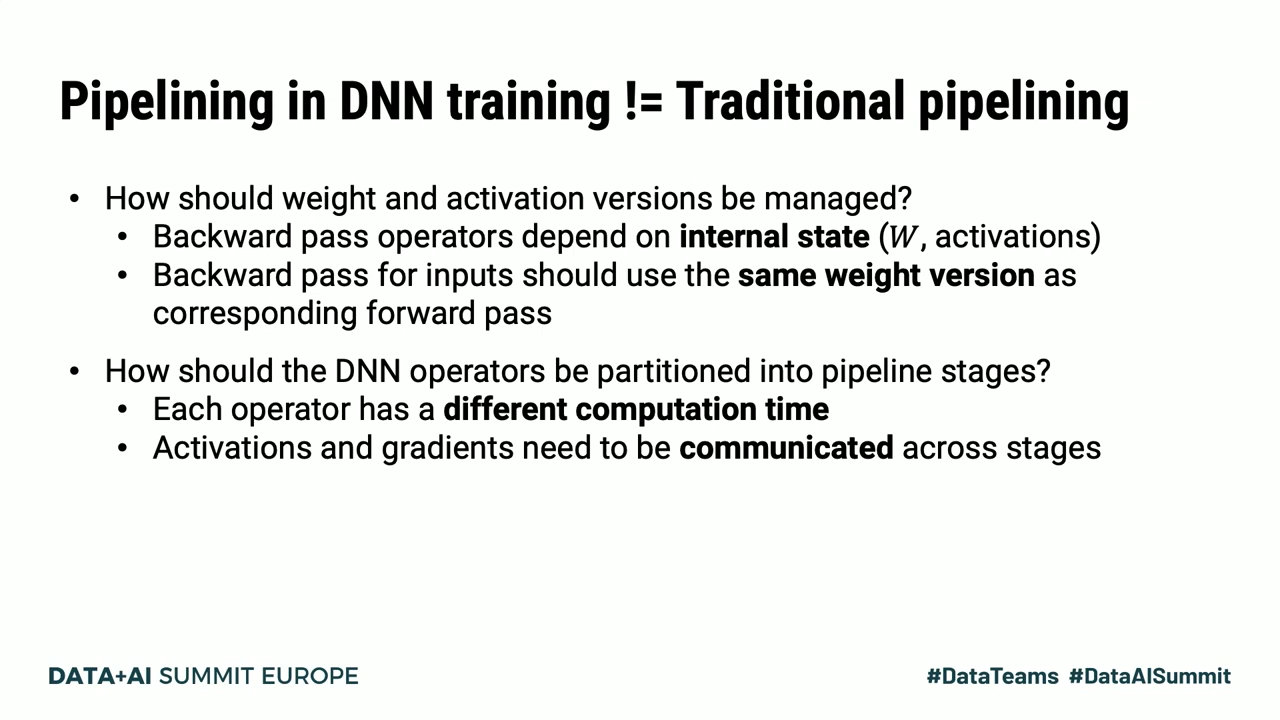 Pipelining in DNN training != Traditional pipelining
• How should weight and activation versions be managed?
• Backward pass operators depend on internal state (W, activations)
• Backward pass for inputs should use the same weight version as
corresponding forward pass
• How should the DNN operators be partitioned into pipeline stages?
• Each operator has a different computation time
• Activations and gradients need to be communicated across stages
DATA+AI SUMMIT EUROPE
#DataTeams #DataAISummit